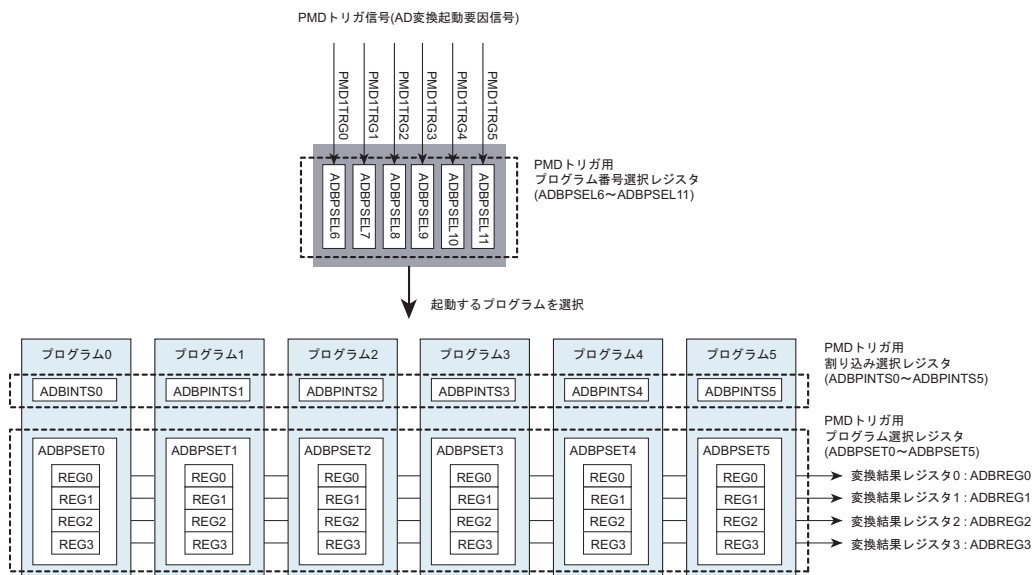 PMDトリガ信号(AD変換起動要因信号)
PMD1TRG0
PMD1TRG1
PMD1TRG2
PMD1TRG3
PMD1TRG4
PMD1TRG5
ADBPSEL6
ADBPSEL7
ADBPSEL8
ADBPSEL9
ADBPSEL10
ADBPSEL11
PMDトリガ用
プログラム番号選択レジスタ
(ADBPSEL6～ADBPSEL11)
起動するプログラムを選択
プログラム0
プログラム1
プログラム2
プログラム3
プログラム4
プログラム5
PMDトリガ用
割り込み選択レジスタ
(ADBPINTS0～ADBPINTS5)
ADBINTS0
ADBPINTS1
ADBPINTS2
ADBPINTS3
ADBPINTS4
ADBPINTS5
PMDトリガ用
プログラム選択レジスタ
(ADBPSET0～ADBPSET5)
ADBPSET0
REG0
REG1
REG2
REG3
ADBPSET1
REG0
REG1
REG2
REG3
ADBPSET2
REG0
REG1
REG2
REG3
ADBPSET3
REG0
REG1
REG2
REG3
ADBPSET4
REG0
REG1
REG2
REG3
ADBPSET5
REG0
REG1
REG2
REG3
変換結果レジスタ0 : ADBREG0
変換結果レジスタ1 : ADBREG1
変換結果レジスタ2 : ADBREG2
変換結果レジスタ3 : ADBREG3